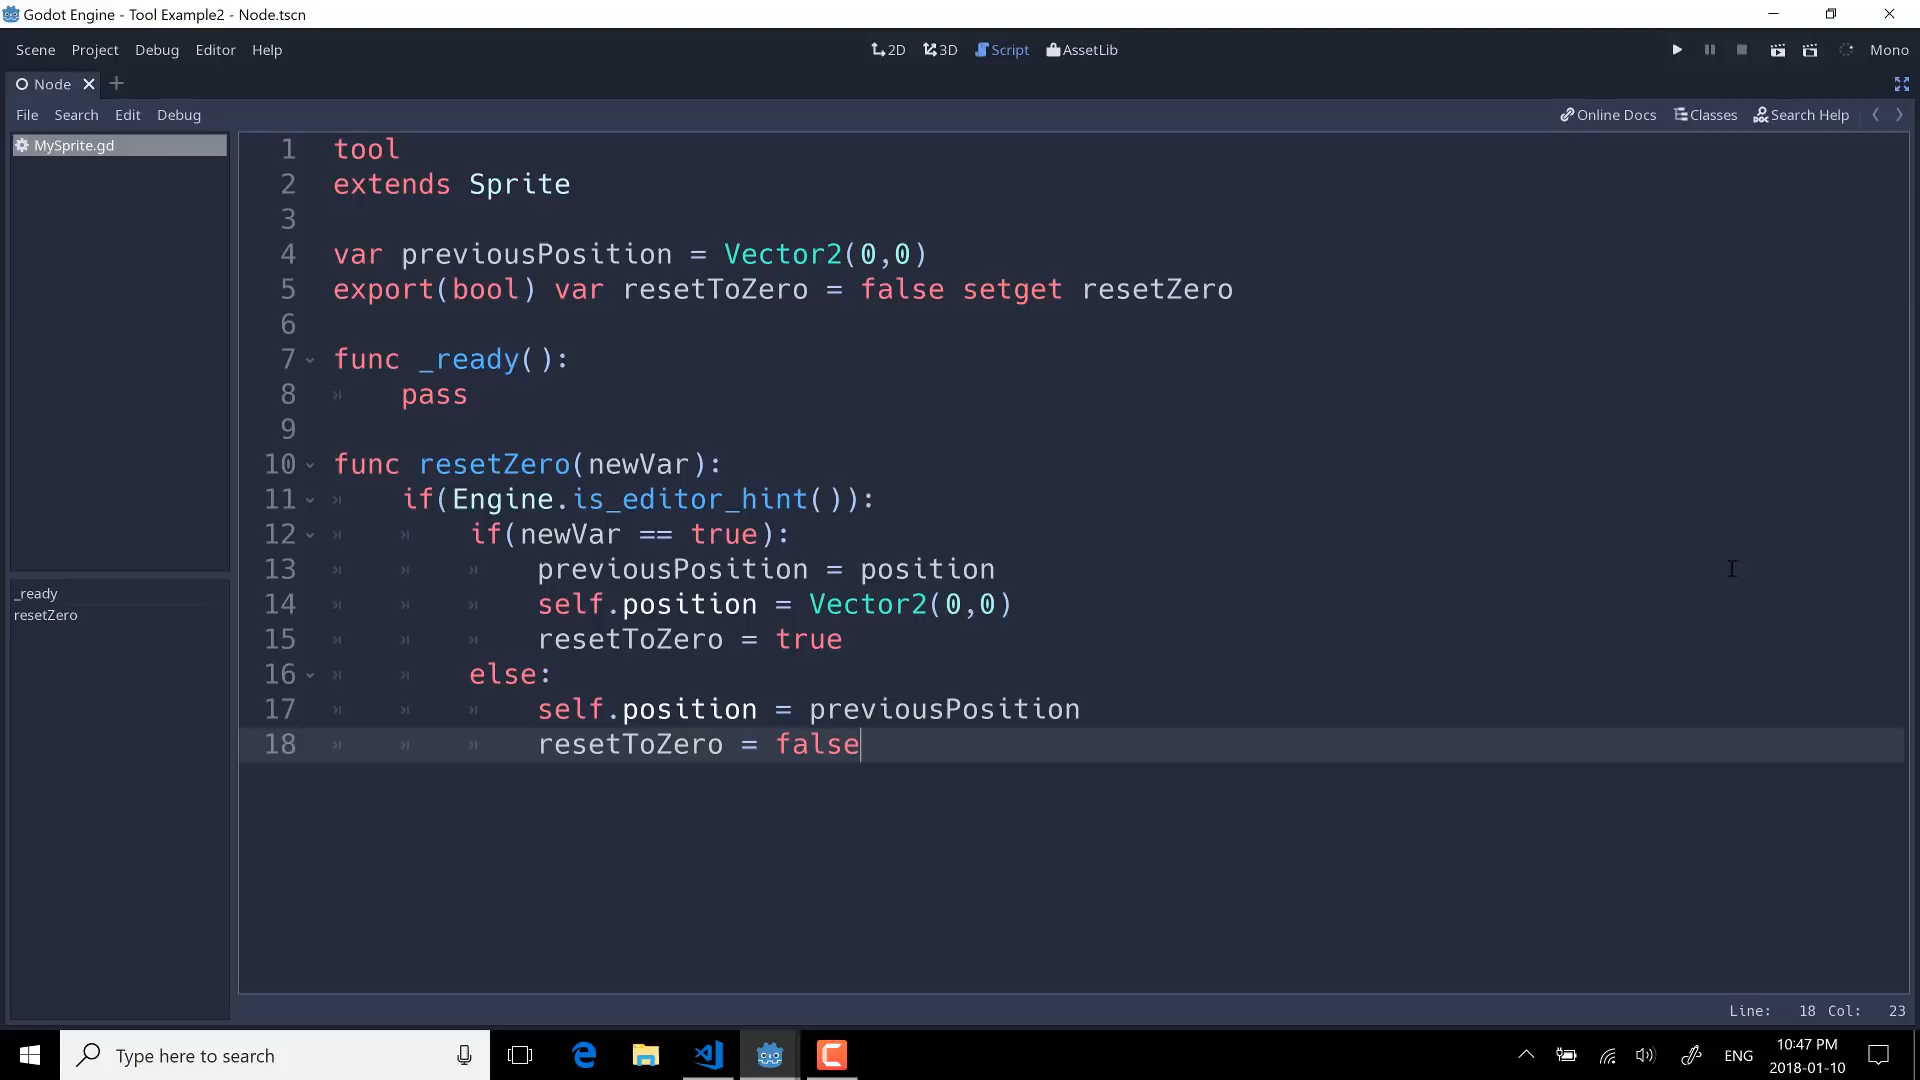 Godot Engine - Tool Example2 - Node.tscn
Scene Project Debug Editor Help 2D 3D Script AssetLib Mono
Node
File Search Edit Debug Online Docs Classes Search Help
MySprite.gd
_ready
resetZero
1 tool
2 extends Sprite
3
4 var previousPosition = Vector2(0,0)
5 export(bool) var resetToZero = false setget resetZero
6
7 func _ready():
8 pass
9
10 func resetZero(newVar):
11 if(Engine.is_editor_hint()):
12 if(newVar == true):
13 previousPosition = position
14 self.position = Vector2(0,0)
15 resetToZero = true
16 else:
17 self.position = previousPosition
18 resetToZero = false
Line: 18 Col: 23
Type here to search
ENG
10:47 PM
2018-01-10